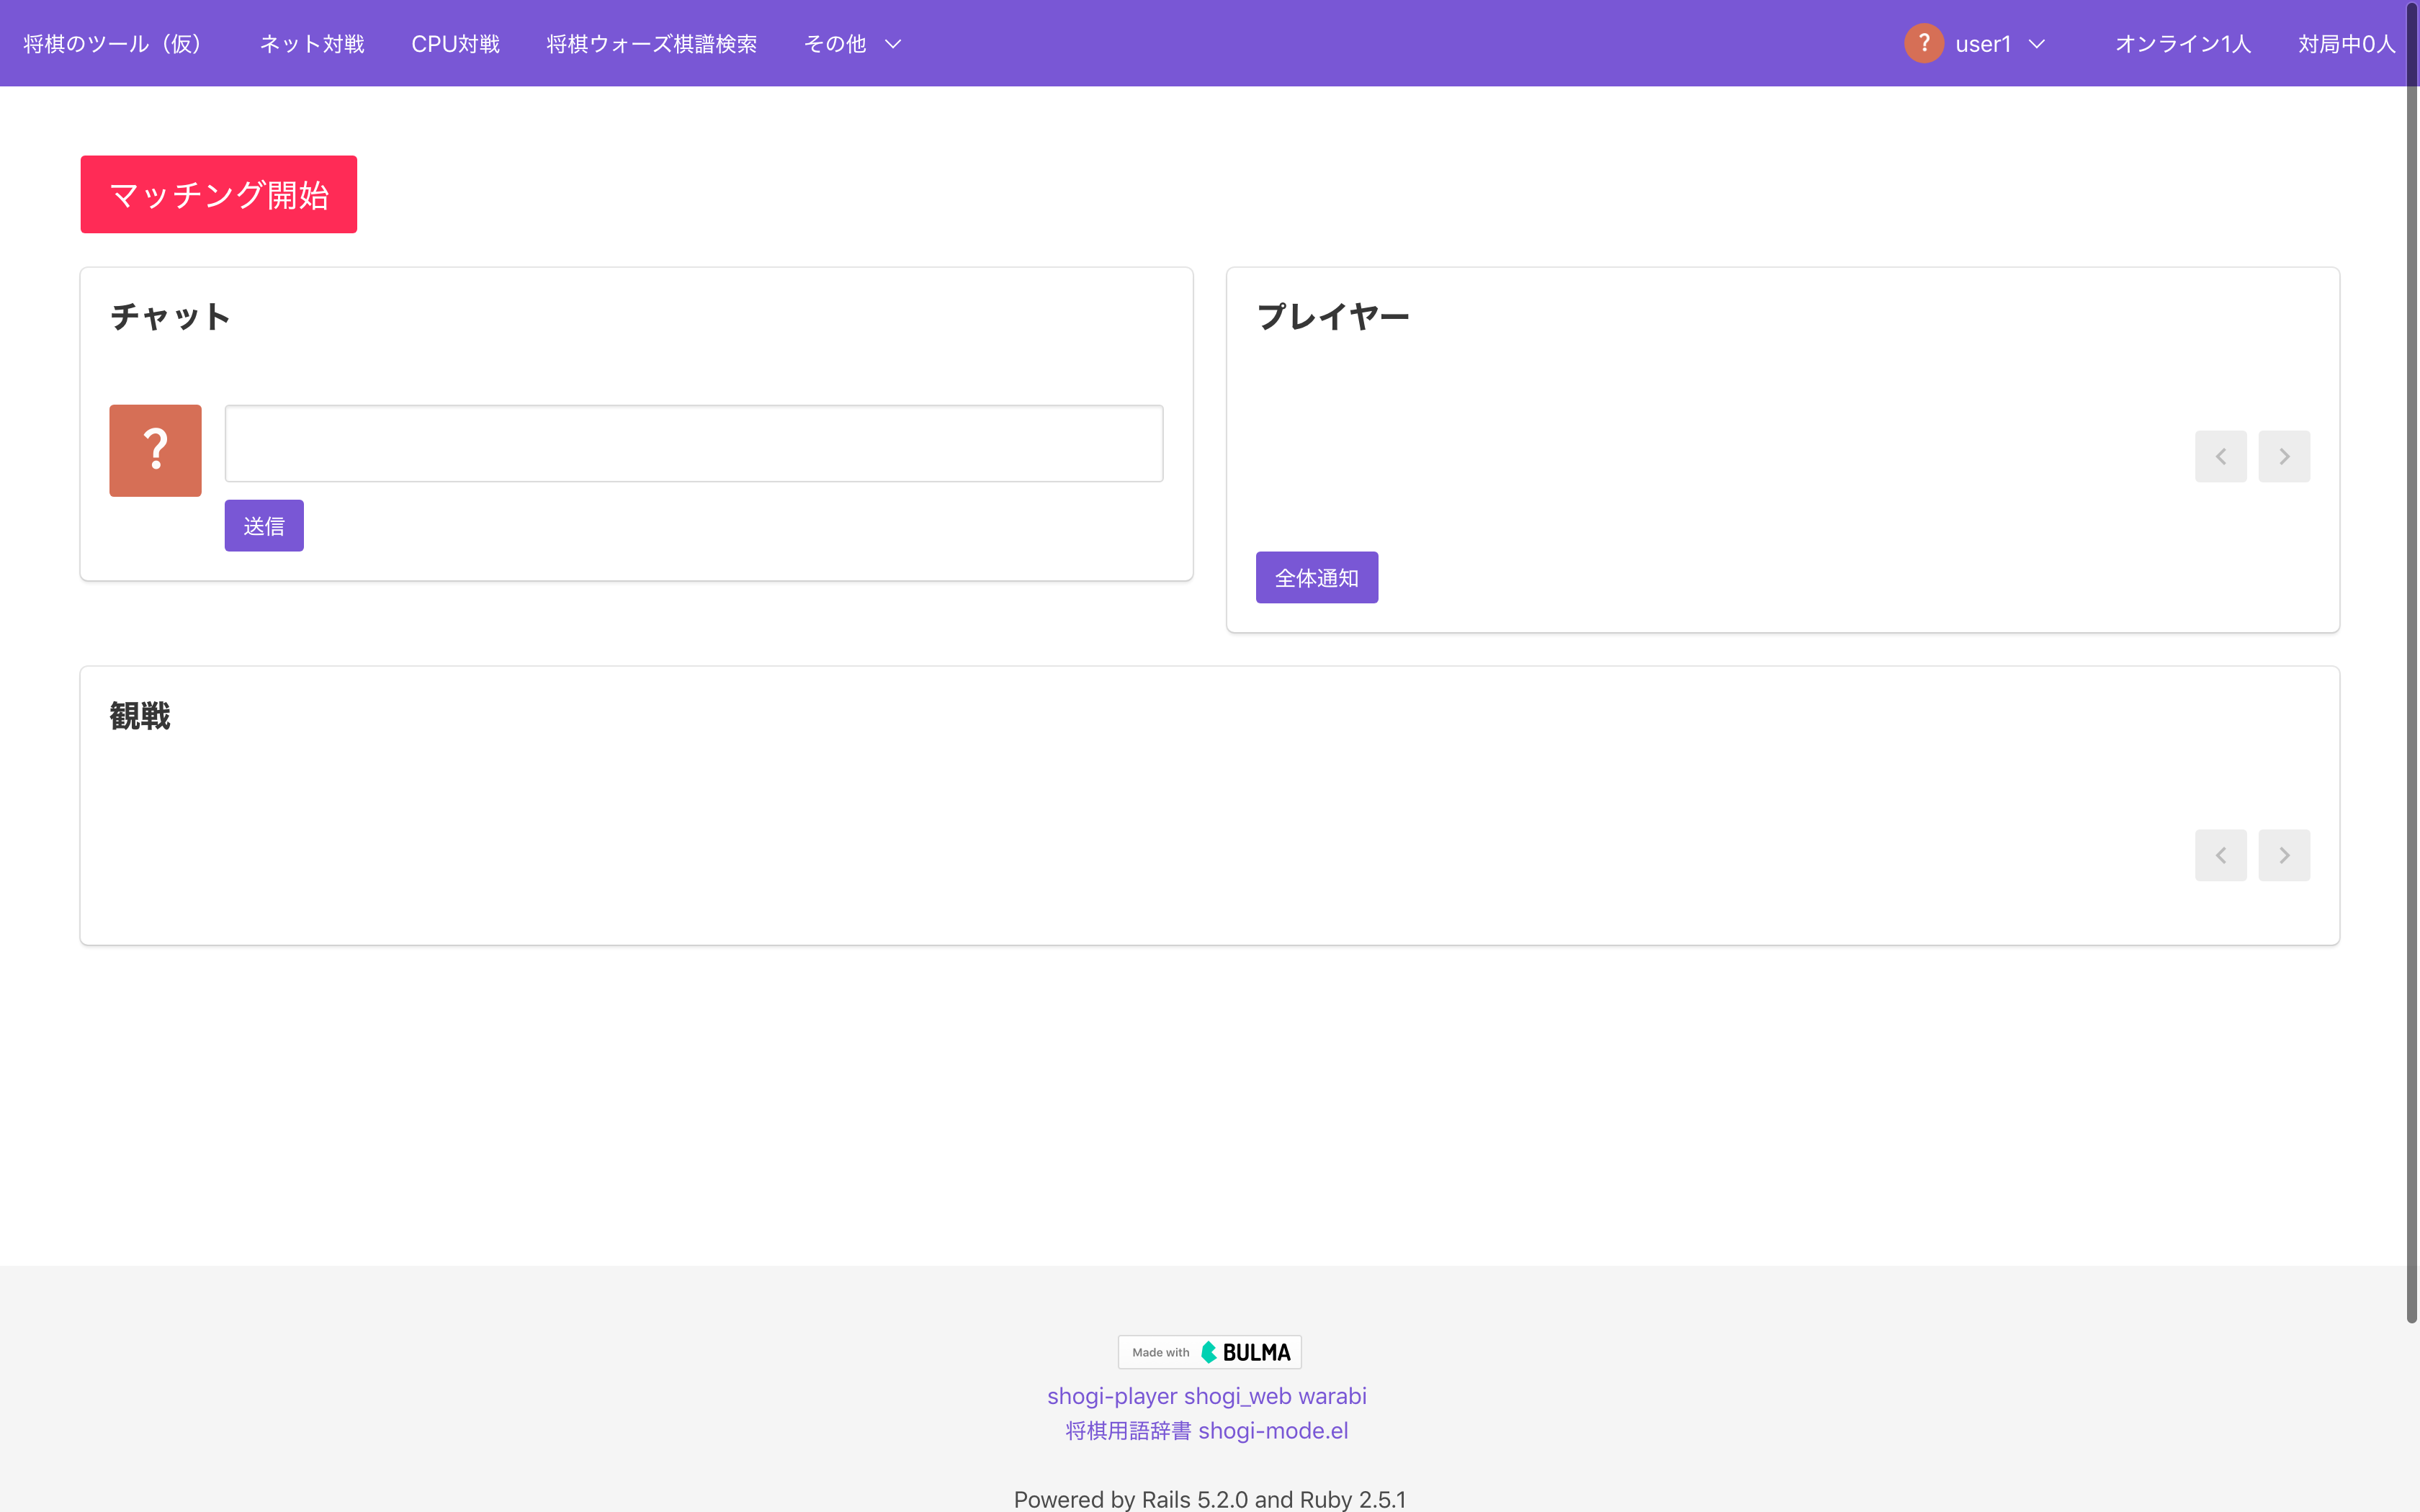 将棋のツール（仮） ネット対戦 CPU対戦 将棋ウォーズ棋譜検索 その他 ? user1 オンライン1人 対局中0人
マッチング開始
チャット
?
送信
プレイヤー
全体通知
観戦
Made with BULMA
shogi-player shogi_web warabi
将棋用語辞書 shogi-mode.el
Powered by Rails 5.2.0 and Ruby 2.5.1